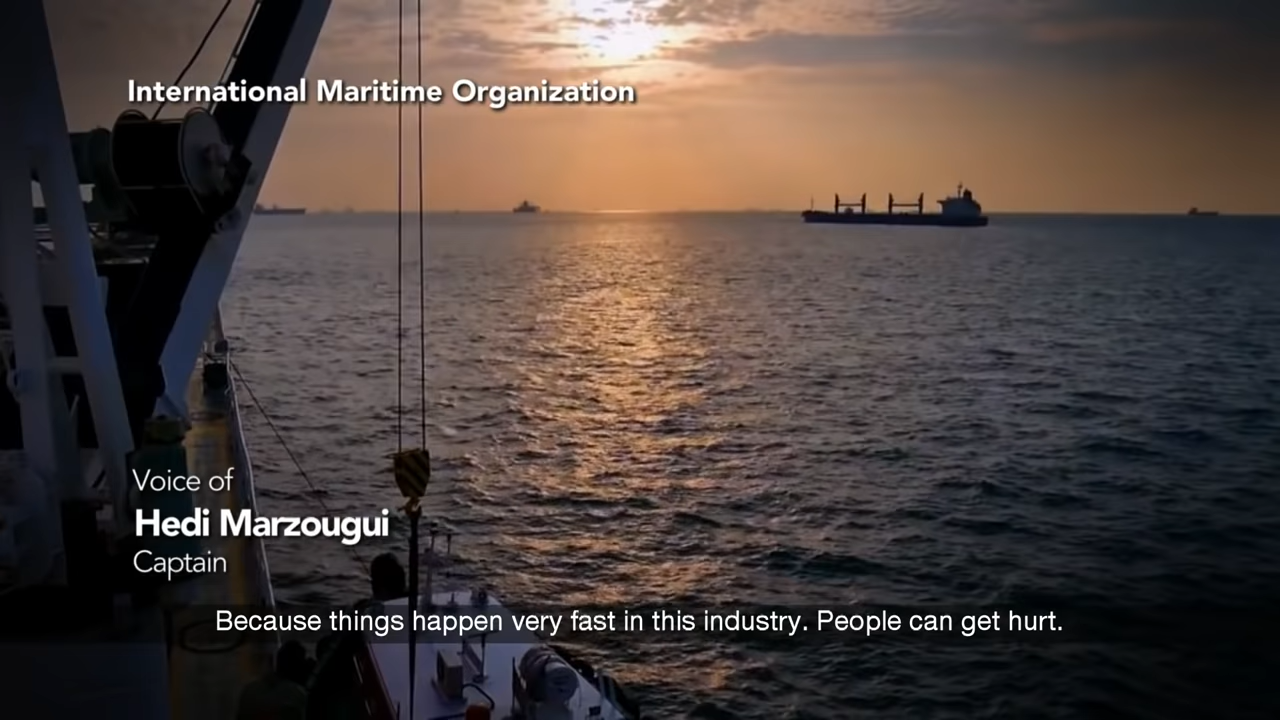 International Maritime Organization
Voice of
Hedi Marzougui
Captain
Because things happen very fast in this industry. People can get hurt.